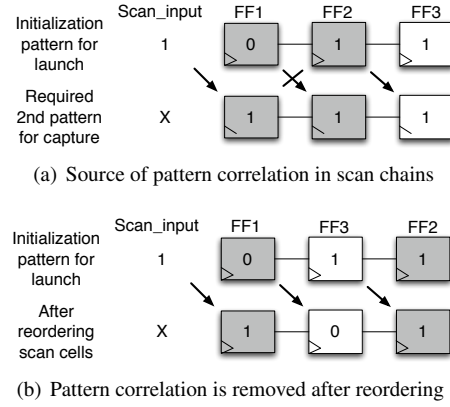 Scan_input FF1 FF2 FF3
Initialization
pattern for
launch
1 0 1 1
Required
2nd pattern
for capture
X 1 1 1
(a) Source of pattern correlation in scan chains
Scan_input FF1 FF3 FF2
Initialization
pattern for
launch
1 0 1 1
After
reordering
scan cells
X 1 0 1
(b) Pattern correlation is removed after reordering